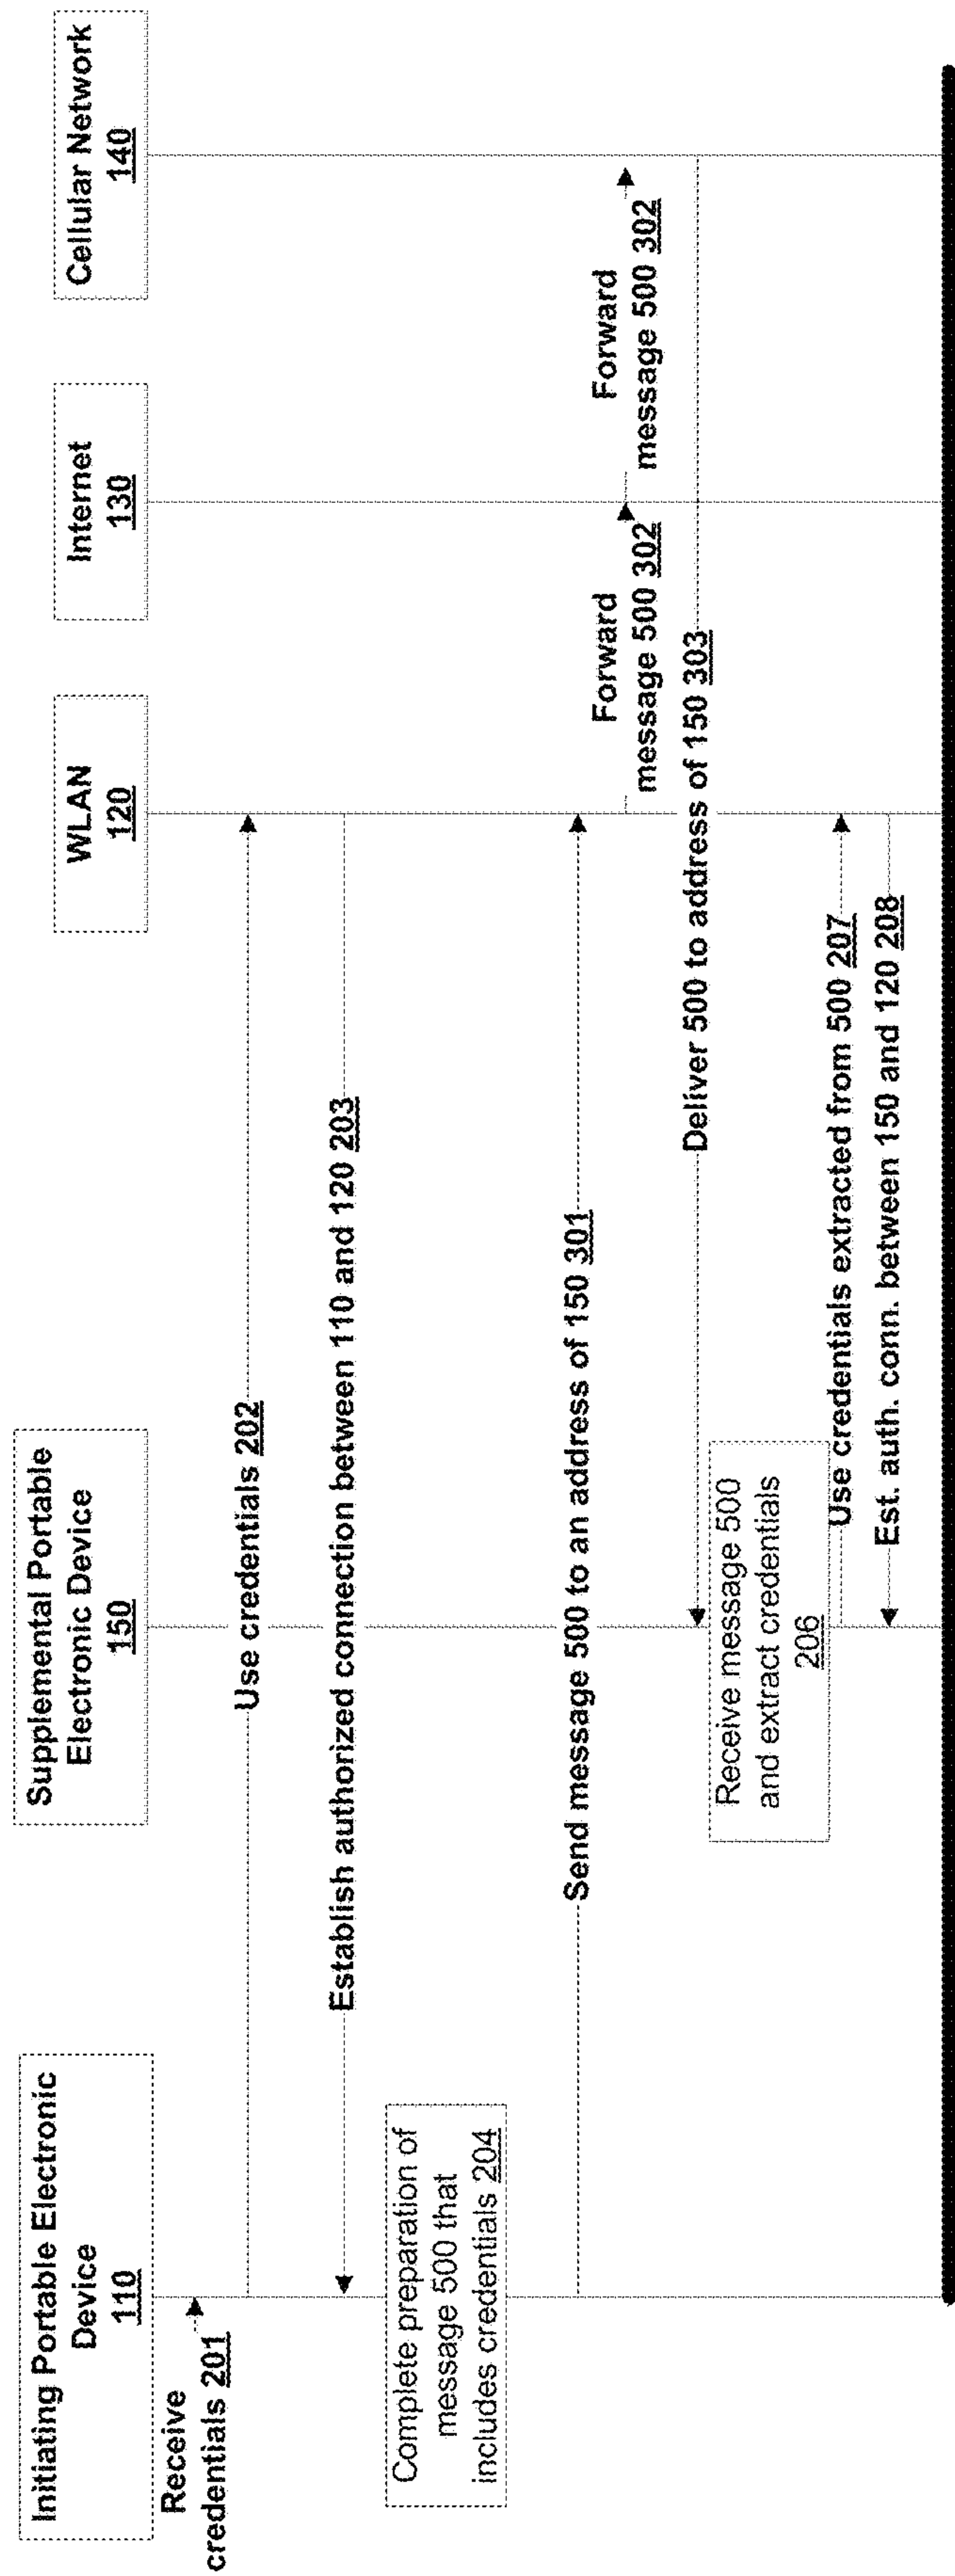 Initiating Portable Electronic
Device
110
Supplemental Portable
Electronic Device
150
WLAN
120
Internet
130
Cellular Network
140
Receive
credentials 201
Use credentials 202
Establish authorized connection between 110 and 120 203
Complete preparation of
message 500 that
includes credentials 204
Send message 500 to an address of 150 301
Forward
message 500 302
Forward
message 500 302
Deliver 500 to address of 150 303
Receive message 500
and extract credentials
206
Use credentials extracted from 500 207
Est. auth. conn. between 150 and 120 208